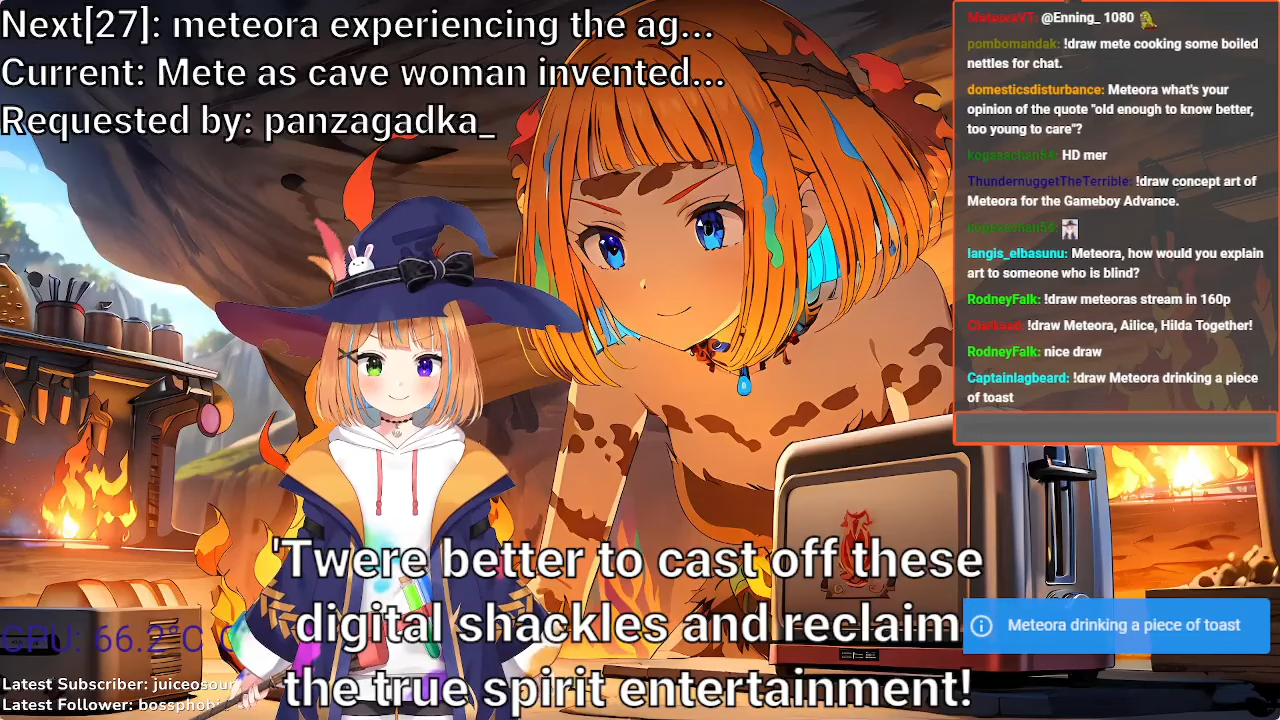 Next[27]: meteora experiencing the ag...
Current: Mete as cave woman invented...
Requested by: panzagadka_
MeteoraVT: @Enning_ 1080
pombomandak: !draw mete cooking some boiled
nettles for chat.
domesticsdisturbance: Meteora what's your
opinion of the quote "old enough to know better,
too young to care"?
HD mer
ThundernuggetTheTerrible: !draw concept art of
Meteora for the Gameboy Advance.
langis_elbasunu: Meteora, how would you explain
art to someone who is blind?
RodneyFalk: !draw meteoras stream in 160p
!draw Meteora, Ailice, Hilda Together!
RodneyFalk: nice draw
Captainlagbeard: !draw Meteora drinking a piece
of toast
'Twere better to cast off these
digital shackles and reclaim
the true spirit entertainment!
Meteora drinking a piece of toast
CPU: 66.2°C
Latest Subscriber: juiceosour
Latest Follower: bossphob